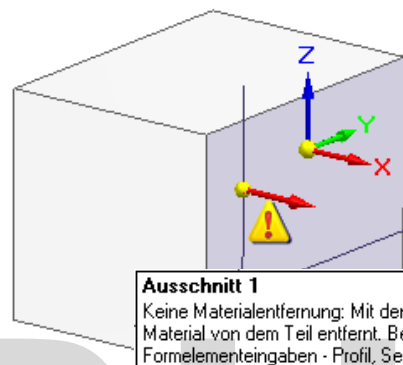 Z
Y
X
Ausschnitt 1
Keine Materialentfernung: Mit der
Material von dem Teil entfernt. Be
Formelementeingaben - Profil, Se